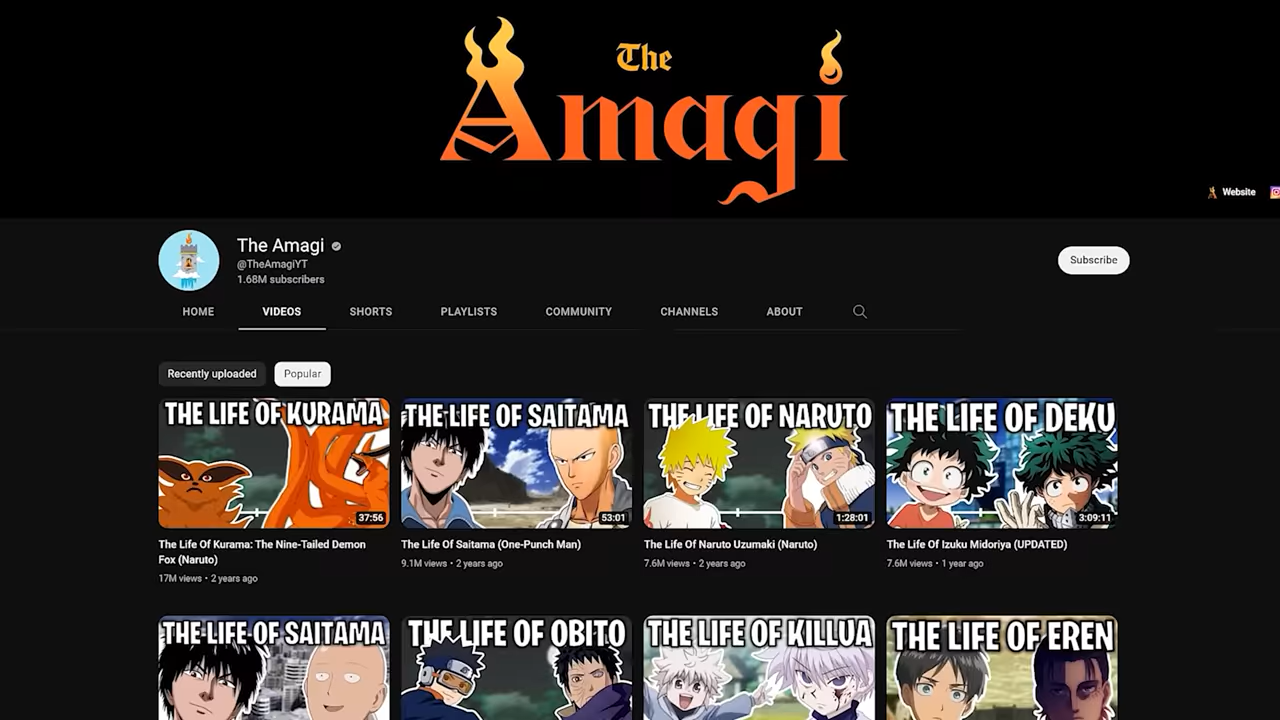 The
Amagi
Website
The Amagi
@TheAmagiYT
1.68M subscribers
Subscribe
HOME
VIDEOS
SHORTS
PLAYLISTS
COMMUNITY
CHANNELS
ABOUT
Recently uploaded
Popular
THE LIFE OF KURAMA
37:56
The Life Of Kurama: The Nine-Tailed Demon
Fox (Naruto)
17M views • 2 years ago
THE LIFE OF SAITAMA
53:01
The Life Of Saitama (One-Punch Man)
9.1M views • 2 years ago
THE LIFE OF NARUTO
1:28:01
The Life Of Naruto Uzumaki (Naruto)
7.6M views • 2 years ago
THE LIFE OF DEKU
3:09:11
The Life Of Izuku Midoriya (UPDATED)
7.6M views • 1 year ago
THE LIFE OF SAITAMA
THE LIFE OF OBITO
THE LIFE OF KILLUA
THE LIFE OF EREN